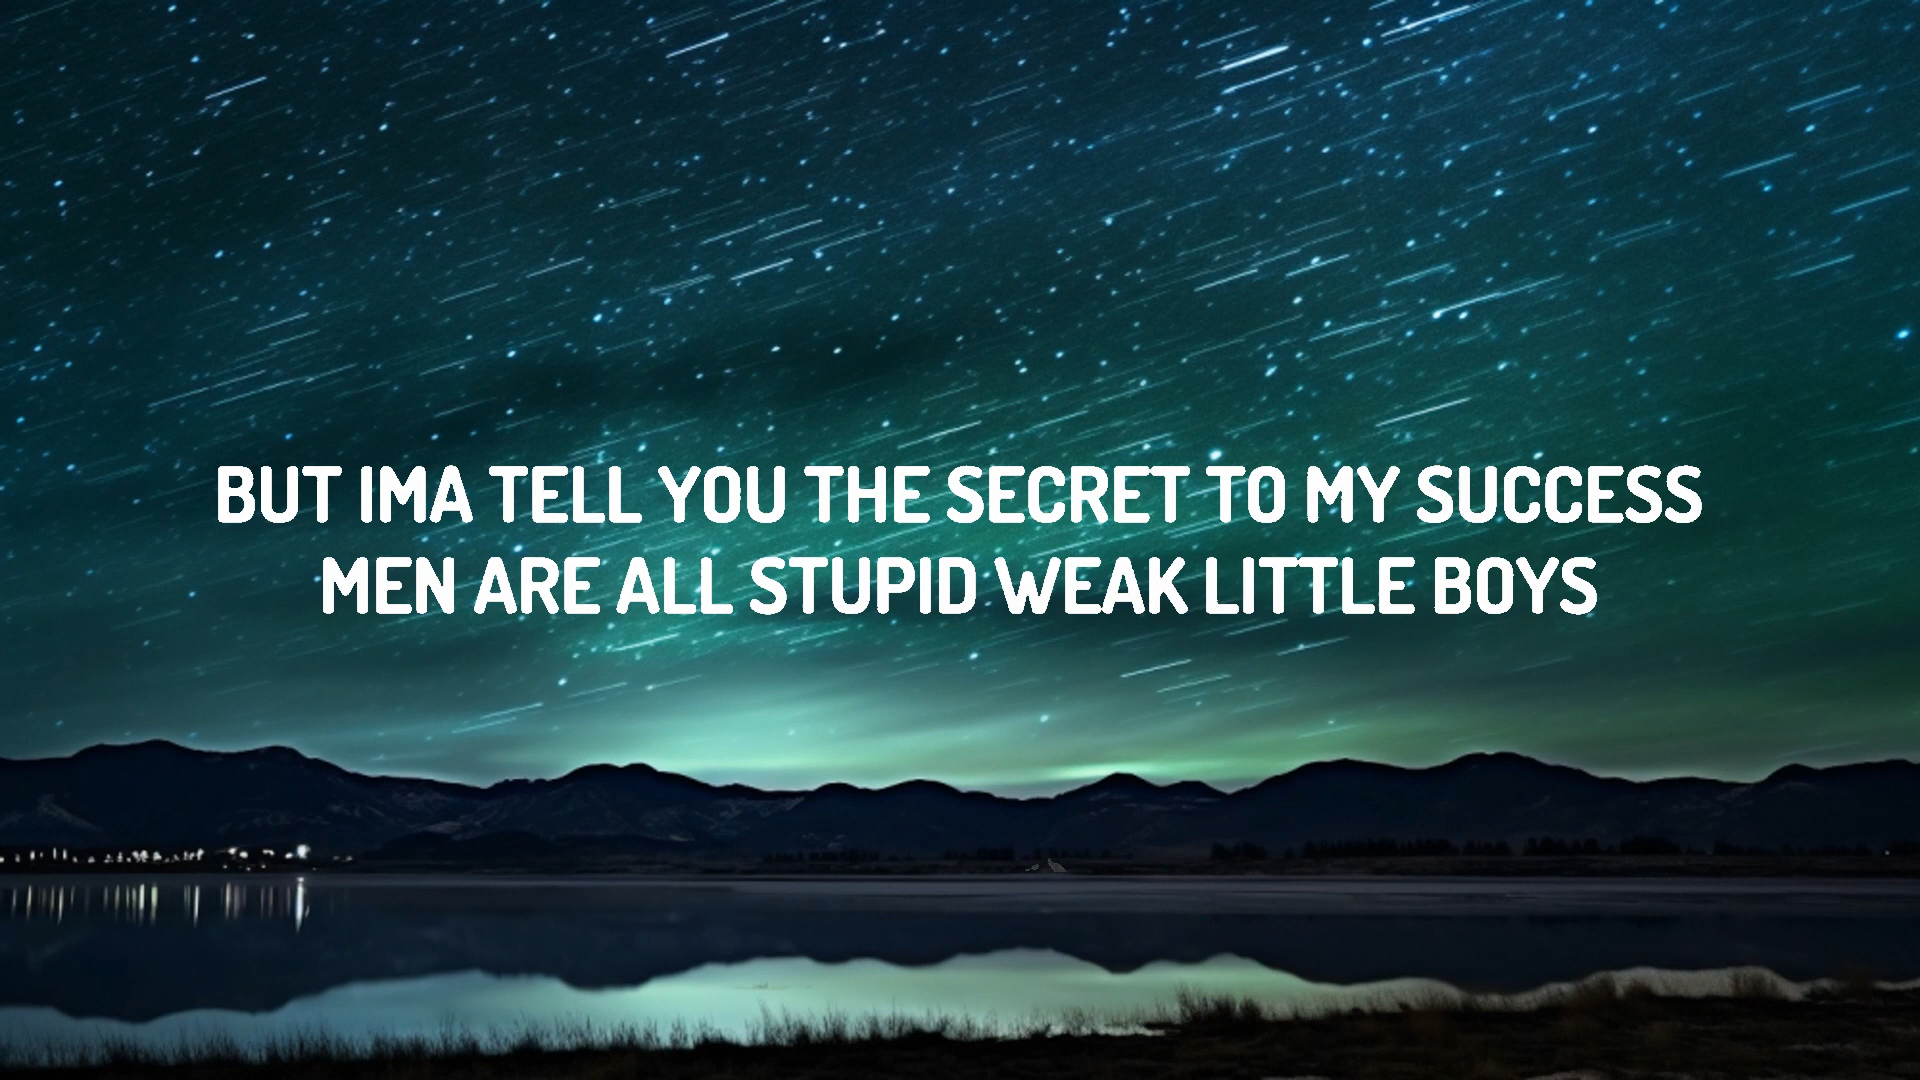 BUT IMA TELL YOU THE SECRET TO MY SUCCESS
MEN ARE ALL STUPID WEAK LITTLE BOYS